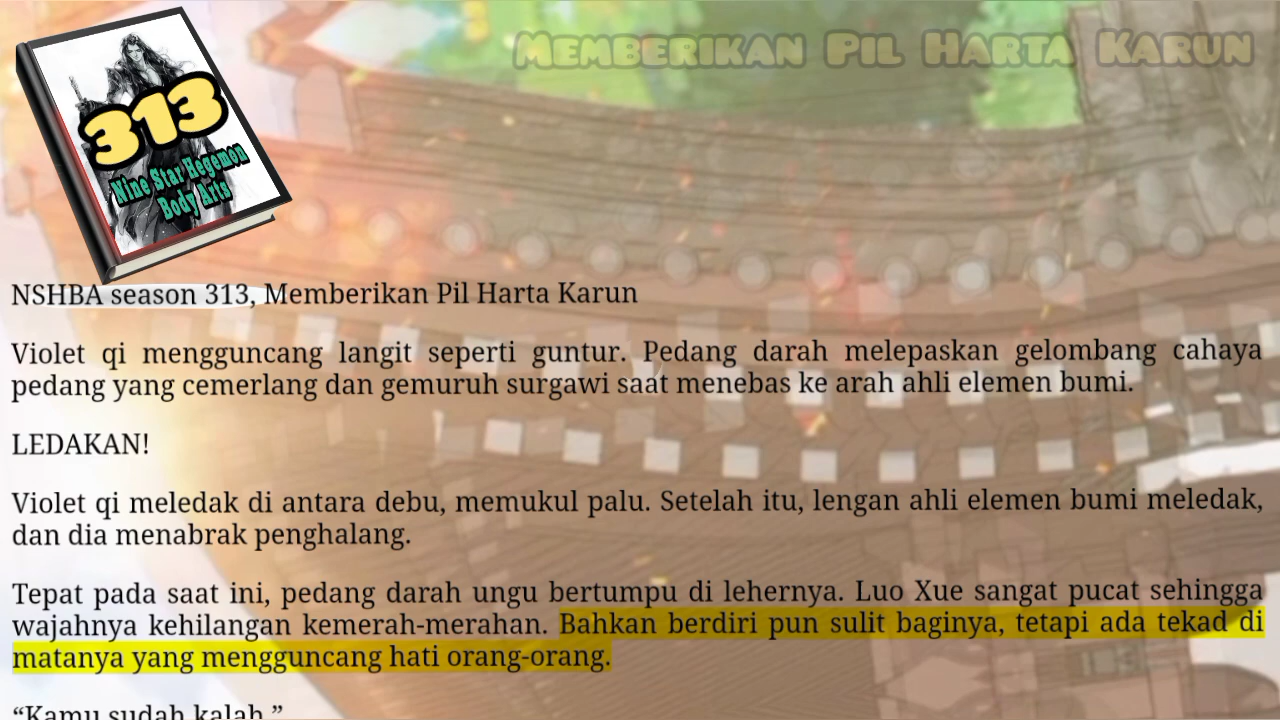 Memberikan Pil Harta Karun
313
Nine Star Hegemon
Body Arts
NSHBA season 313, Memberikan Pil Harta Karun
Violet qi mengguncang langit seperti guntur. Pedang darah melepaskan gelombang cahaya
pedang yang cemerlang dan gemuruh surgawi saat menebas ke arah ahli elemen bumi.
LEDAKAN!
Violet qi meledak di antara debu, memukul palu. Setelah itu, lengan ahli elemen bumi meledak,
dan dia menabrak penghalang.
Tepat pada saat ini, pedang darah ungu bertumpu di lehernya. Luo Xue sangat pucat sehingga
wajahnya kehilangan kemerah-merahan. Bahkan berdiri pun sulit baginya, tetapi ada tekad di
matanya yang mengguncang hati orang-orang.
“Kamu sudah kalah.”